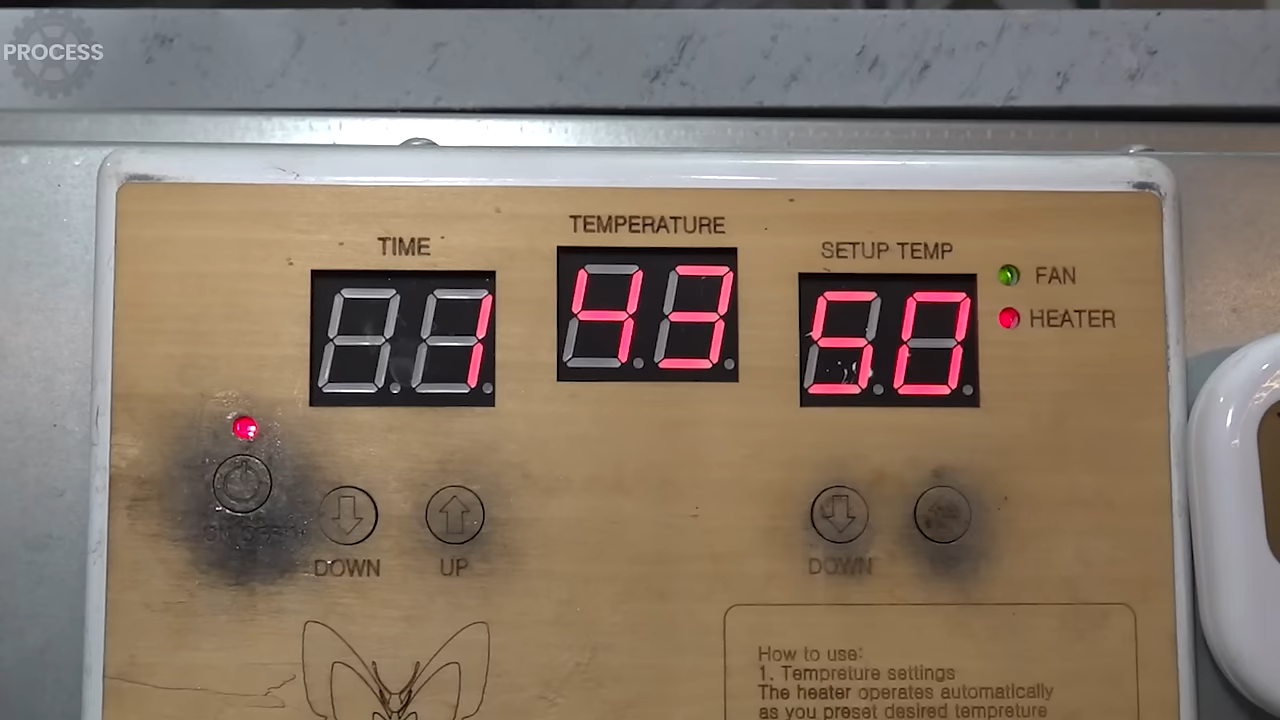 PROCESS
TEMPERATURE
TIME
SETUP TEMP
43
FAN
1
50
HEATER
DOWN
UP
DOWN
How to use:
1. Tempreture settings
The heater operates automatically
as you preset desired tempreture